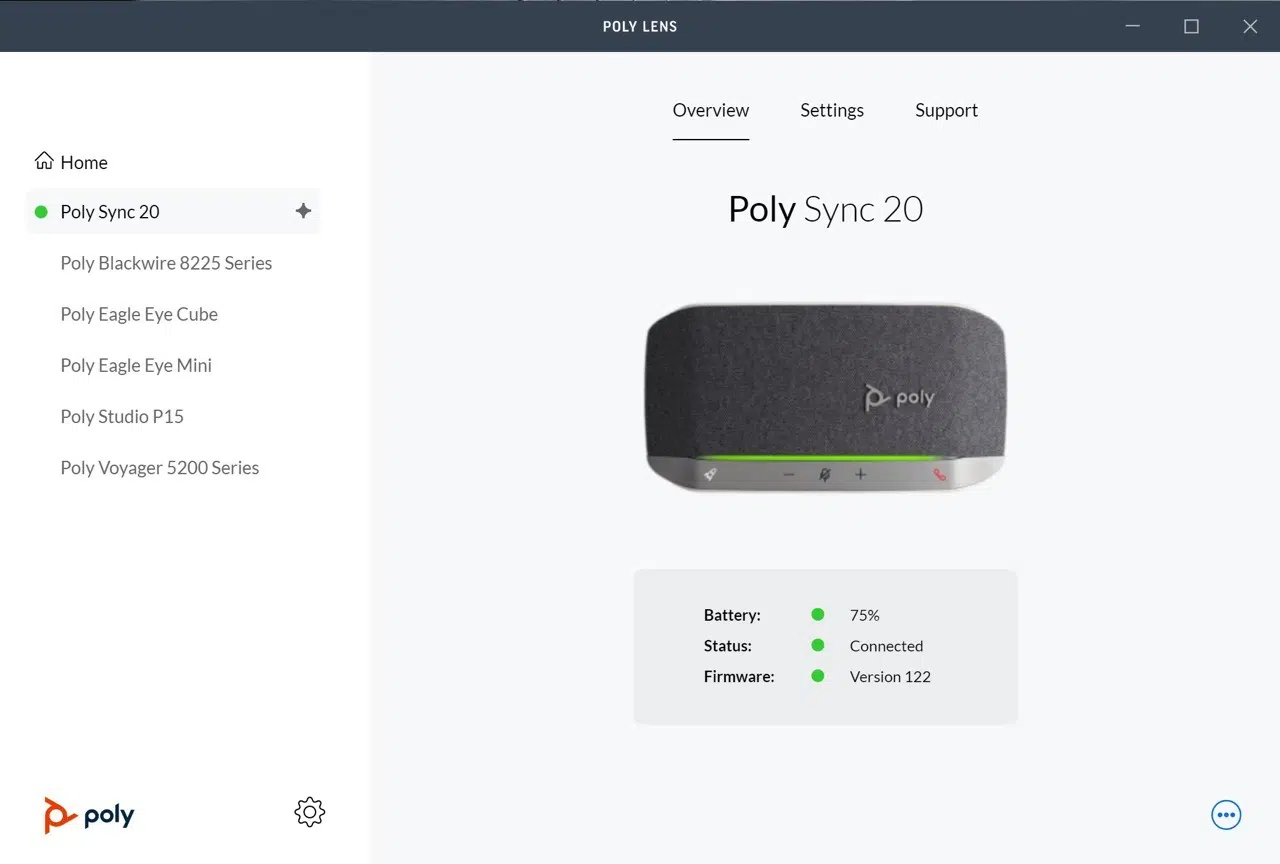 POLY LENS
Home
Poly Sync 20
Poly Blackwire 8225 Series
Poly Eagle Eye Cube
Poly Eagle Eye Mini
Poly Studio P15
Poly Voyager 5200 Series
poly
Overview Settings Support
Poly Sync 20
poly
Battery: 75%
Status: Connected
Firmware: Version 122